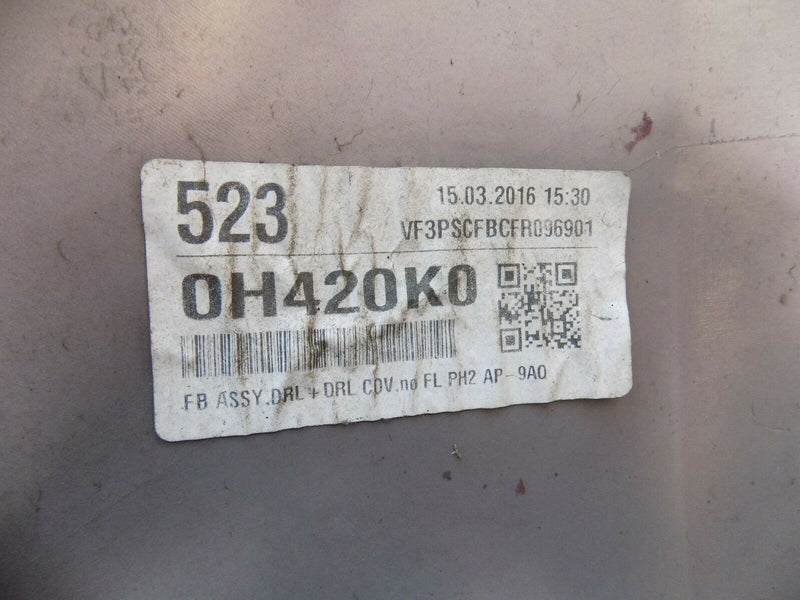 523
15.03.2016 15:30
VF3PSCFBCFR096901
0H420K0
FB ASSY,DRL+DRL COV,no FL PH2 AP-9A0